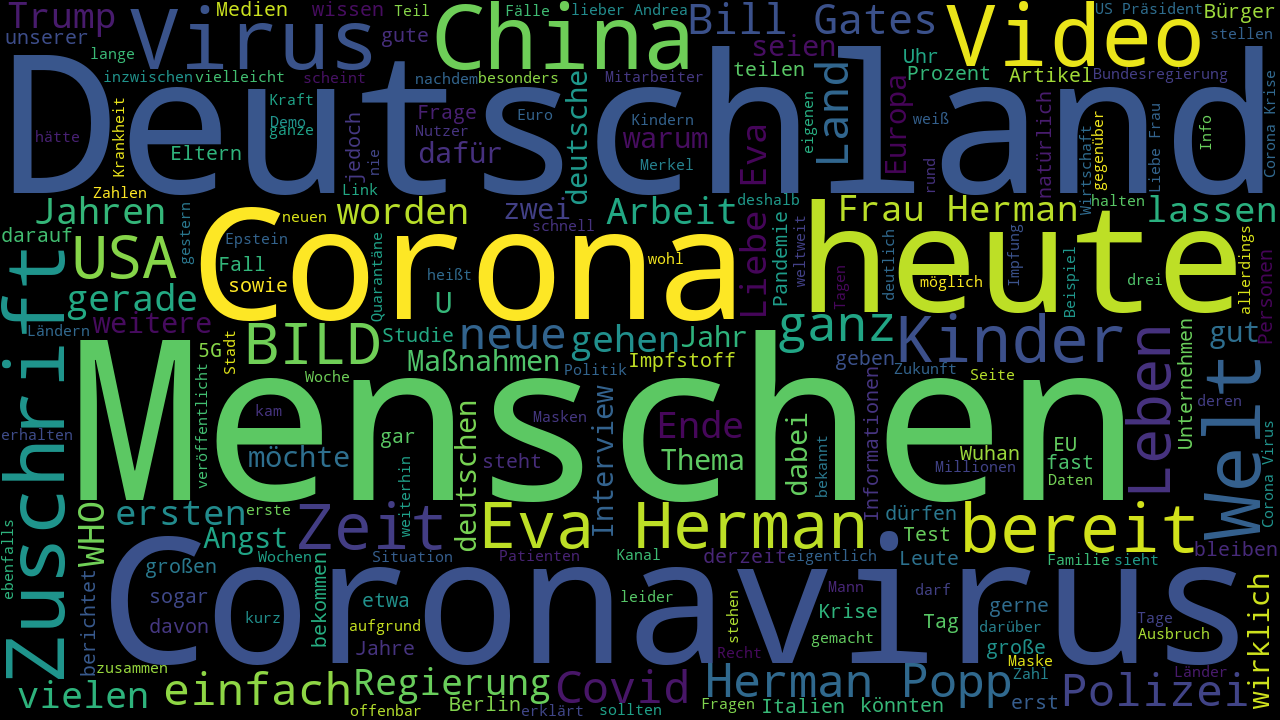 Trump
Virus
Medien
wissen
Teil
China
Fälle
lieber Andrea
Bill Gates
Video
US Präsident
Bürger
unserer
lange
gute
seien
Uhr
stellen
inzwischen
vielleicht
scheint
nachdem
besonders
Mitarbeiter
teilen
Prozent
Artikel
Bundesregierung
Deutschland
hätte
Krankheit
Kraft
Demo
ganze
Eltern
jedoch
nie
Frage
Nutzer
dafür
Euro
deutsche
Kindern
warum
Merkel
Liebe Eva
eigenen
Land
Europa
weiß
rund
natürlich
Wirtschaft
gegenüber
Liebe Frau
Info
Corona Krise
Zahlen
Link
Jahren
gestern
neuen
worden
zwei
schnell
Arbeit
deshalb
Frau Herman
halten
lassen
darauf
USA
Epstein
Fall
sowie
Quarantäne
Corona
heißt
wohl
Pandemie
weltweit
Tagen
heute
deutlich
möglich
Impfung
Beispiel
drei
allerdings
Personen
Zuschrift
gerade
U
Ländern
weitere
5G
Stadt
BILD
Studie
neue
gehen
Jahr
ganz
Kinder
gut
Maßnahmen
Politik
Impfstoff
geben
Zukunft
Seite
Leben
Unternehmen
Welt
deren
veröffentlicht
Woche
Menschen
erhalten
kam
gar
möchte
weiterhin
deutschen
steht
Interview
Masken
Ende
Thema
dabei
bekannt
Informationen
Wuhan
Millionen
EU
fast
Daten
Corona Virus
WHO
ersten
erste
Angst
Zeit
Eva Herman
dürfen
Test
bereit
ebenfalls
Wochen
Situation
Patienten
Kanal
derzeit
eigentlich
Leute
Familie
sieht
bleiben
berichtet
großen
sogar
davon
kurz
bekommen
etwa
aufgrund
Jahre
Coronavirus
leider
stehen
Mann
Krise
gemacht
darf
Tag
gerne
darüber
große
Tage
Ausbruch
wirklich
zusammen
Recht
Maske
Länder
vielen
einfach
offenbar
Regierung
Berlin
erklärt
Covid
sollten
Herman Popp
Fragen
Italien
könnten
Zahl
erst
Polizei